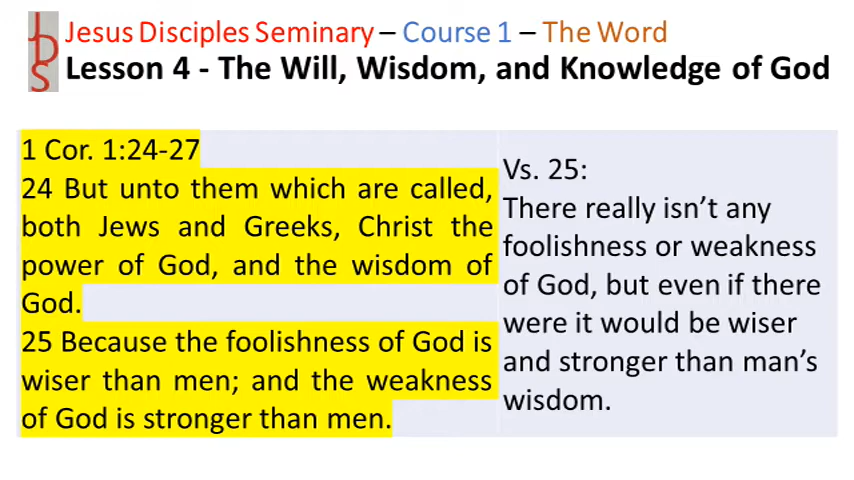 JDS
Jesus Disciples Seminary – Course 1 – The Word
Lesson 4 - The Will, Wisdom, and Knowledge of God
1 Cor. 1:24-27
24 But unto them which are called,
both Jews and Greeks, Christ the
power of God, and the wisdom of
God.
25 Because the foolishness of God is
wiser than men; and the weakness
of God is stronger than men.
Vs. 25:
There really isn’t any
foolishness or weakness
of God, but even if there
were it would be wiser
and stronger than man’s
wisdom.